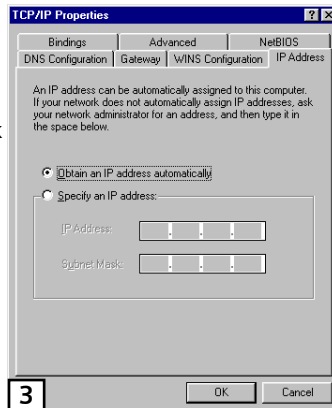 TCP/IP Properties
Bindings Advanced NetBIOS
DNS Configuration Gateway WINS Configuration IP Address
An IP address can be automatically assigned to this computer.
If your network does not automatically assign IP addresses, ask
your network administrator for an address, and then type it in
the space below.
Obtain an IP address automatically
Specify an IP address:
IP Address:
Subnet Mask:
3
OK Cancel